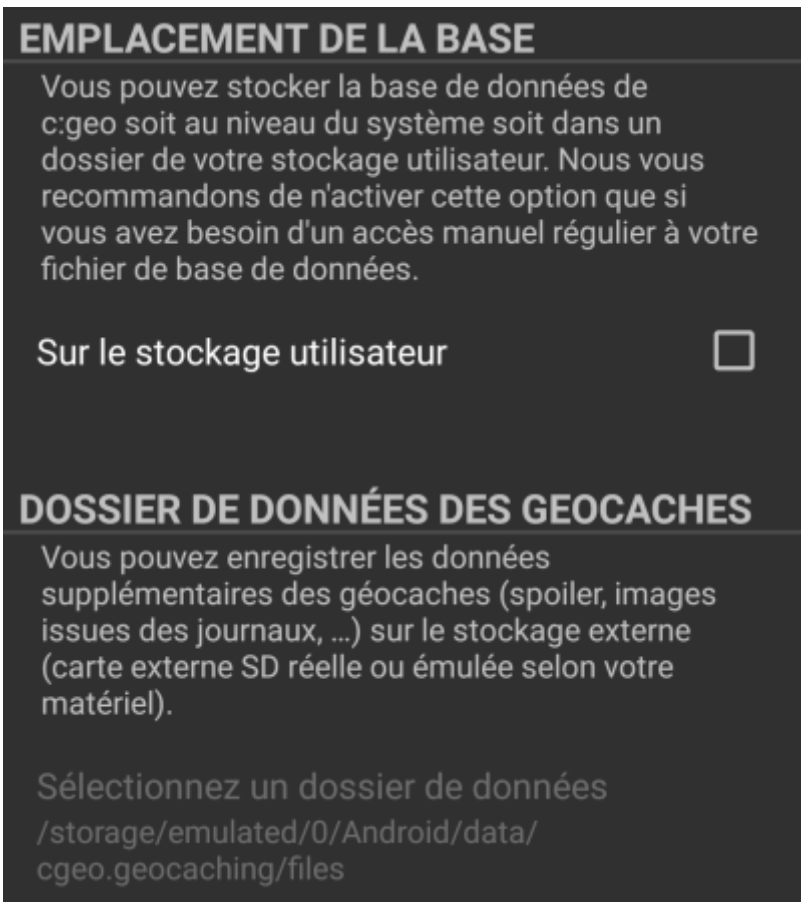 EMPLACEMENT DE LA BASE
Vous pouvez stocker la base de données de
c:geo soit au niveau du système soit dans un
dossier de votre stockage utilisateur. Nous vous
recommandons de n'activer cette option que si
vous avez besoin d'un accès manuel régulier à votre
fichier de base de données.
Sur le stockage utilisateur
DOSSIER DE DONNÉES DES GEOCACHES
Vous pouvez enregistrer les données
supplémentaires des géocaches (spoiler, images
issues des journaux, …) sur le stockage externe
(carte externe SD réelle ou émulée selon votre
matériel).
Sélectionnez un dossier de données
/storage/emulated/0/Android/data/
cgeo.geocaching/files